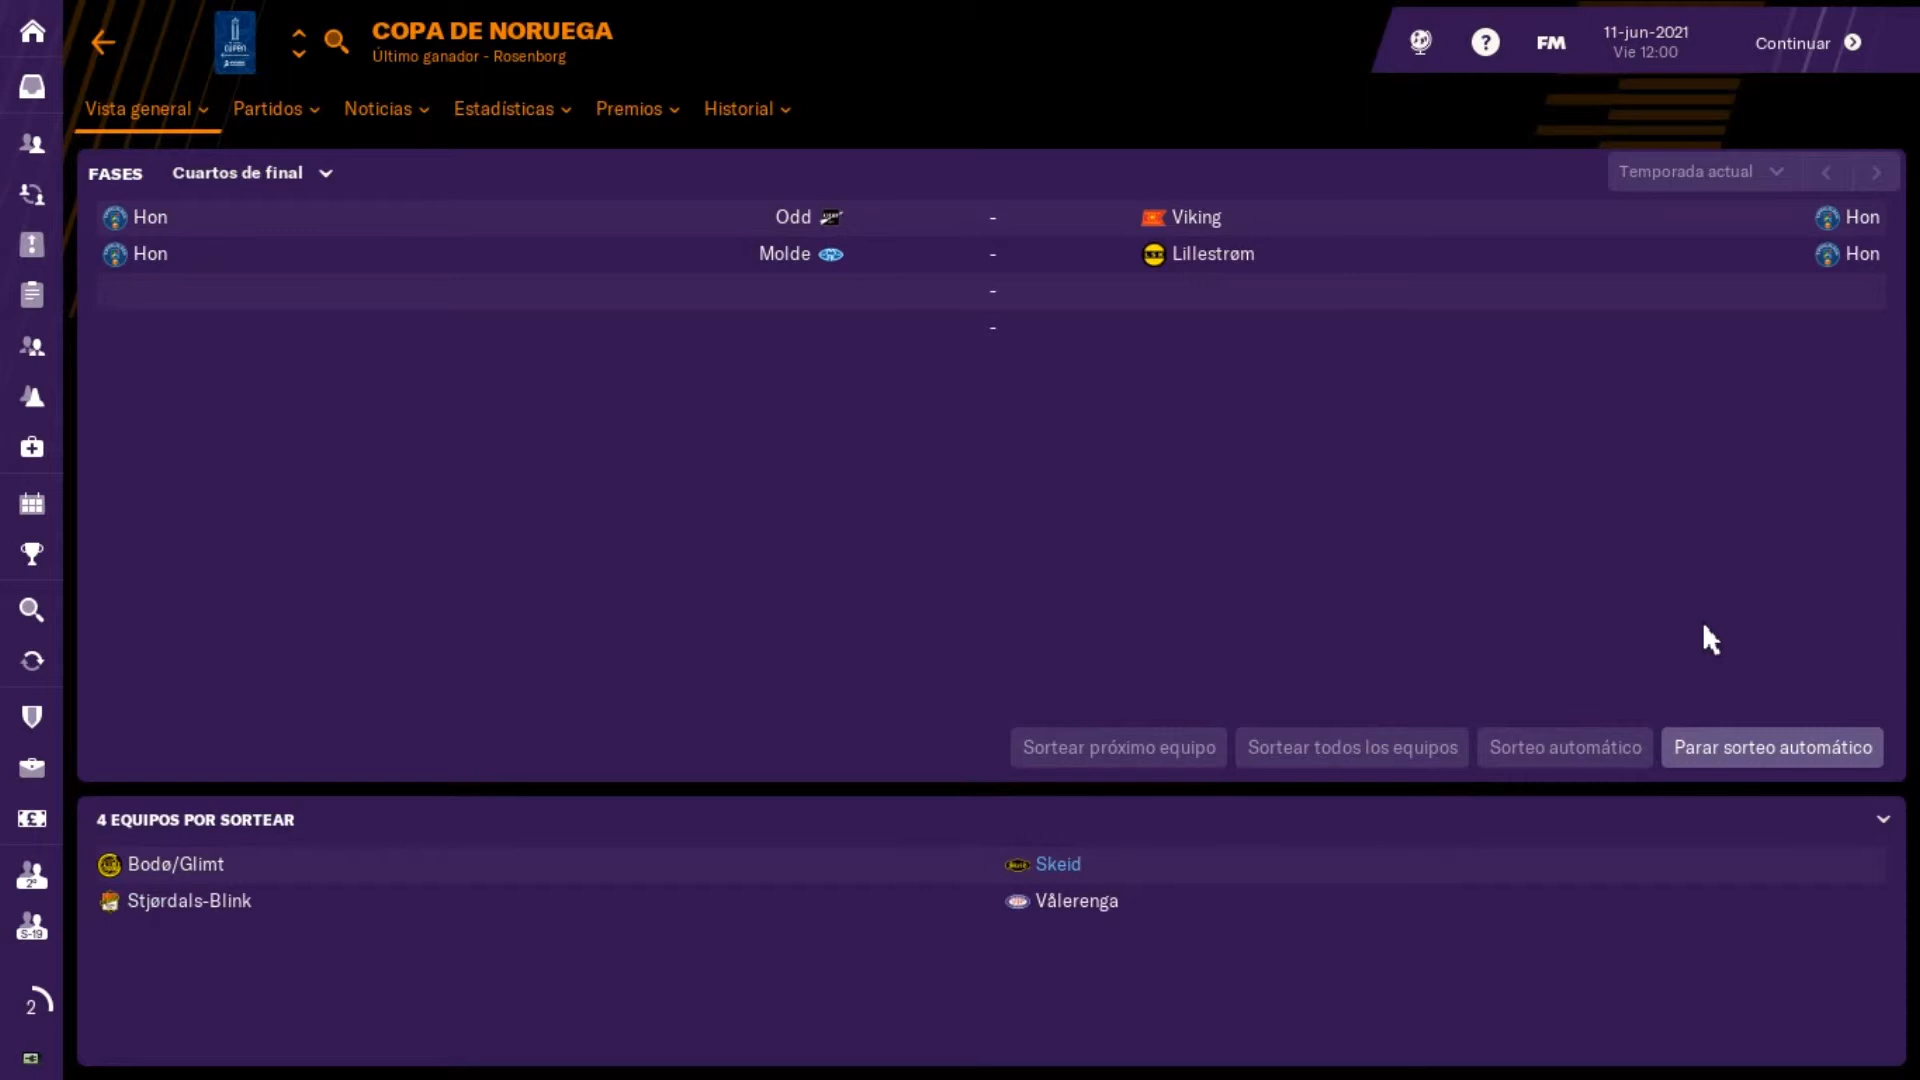 COPA DE NORUEGA
Último ganador - Rosenborg
FM
11-jun-2021
Vie 12:00
Continuar
Vista general
Partidos
Noticias
Estadísticas
Premios
Historial
FASES Cuartos de final
Temporada actual
Hon Odd - Viking Hon
Hon Molde - Lillestrøm Hon
-
-
Sortear próximo equipo
Sortear todos los equipos
Sorteo automático
Parar sorteo automático
4 EQUIPOS POR SORTEAR
Bodø/Glimt Skeid
Stjørdals-Blink Vålerenga
2º
S-19
2